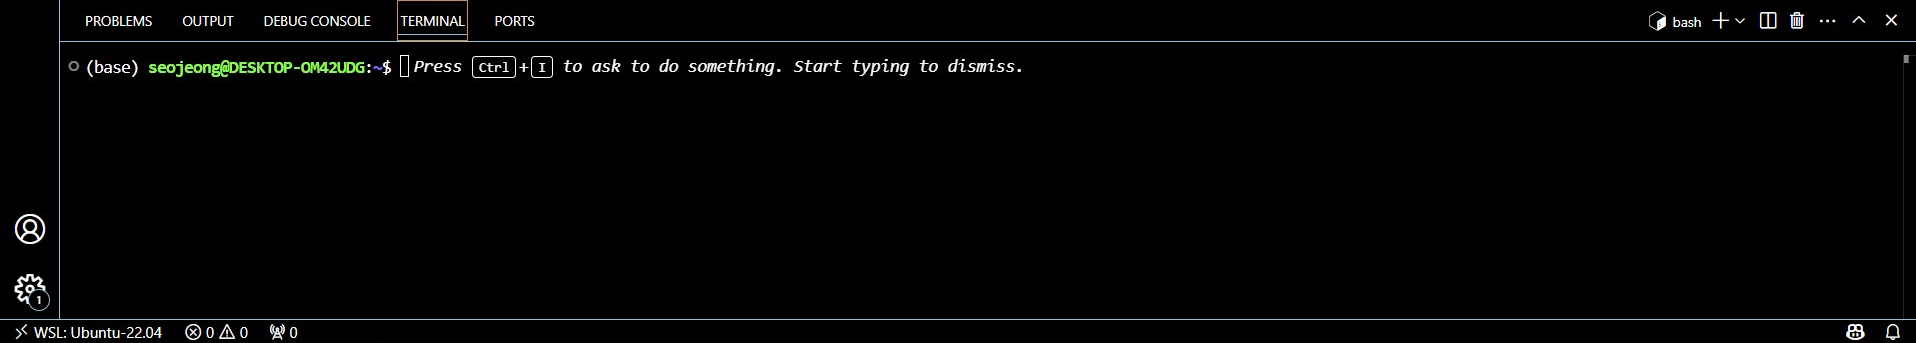 PROBLEMS OUTPUT DEBUG CONSOLE TERMINAL PORTS bash
(base) seojeong@DESKTOP-OM42UDG:~$ Press Ctrl+I to ask to do something. Start typing to dismiss.
1
WSL: Ubuntu-22.04 0 0 0